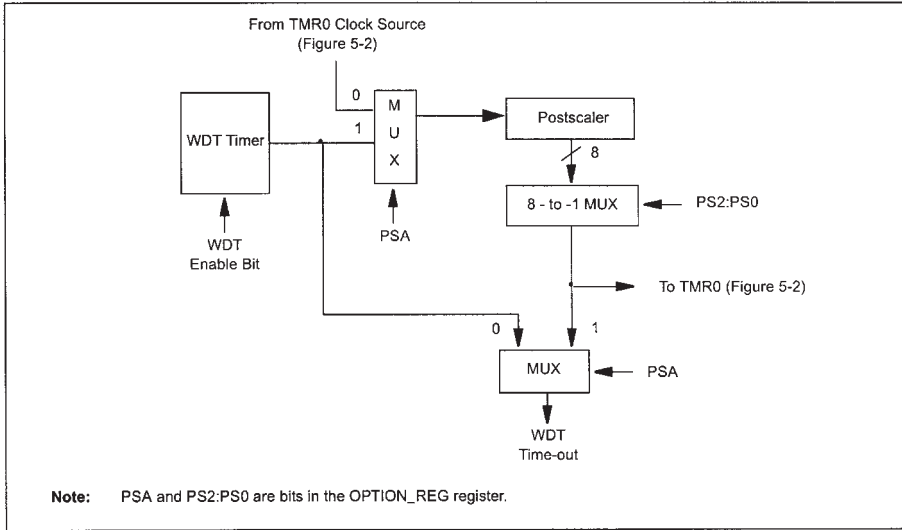 From TMR0 Clock Source
(Figure 5-2)
0
1
M
U
X
WDT Timer
Postscaler
8
8 - to -1 MUX
PS2:PS0
PSA
WDT
Enable Bit
To TMR0 (Figure 5-2)
0
1
MUX
PSA
WDT
Time-out
Note: PSA and PS2:PS0 are bits in the OPTION_REG register.